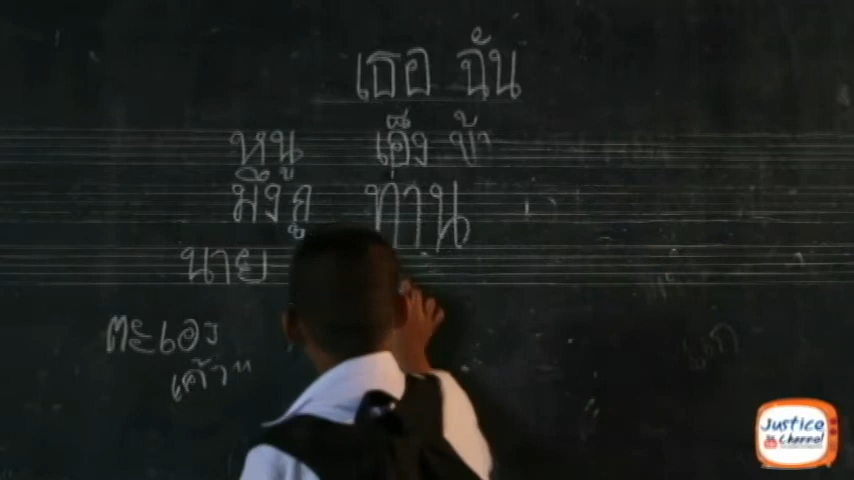 เธอ ฉัน
หนู เอ็ง ข้า
มึงกู ท่าน
นาย
ตะเอง
เค้า
Justice
Channel